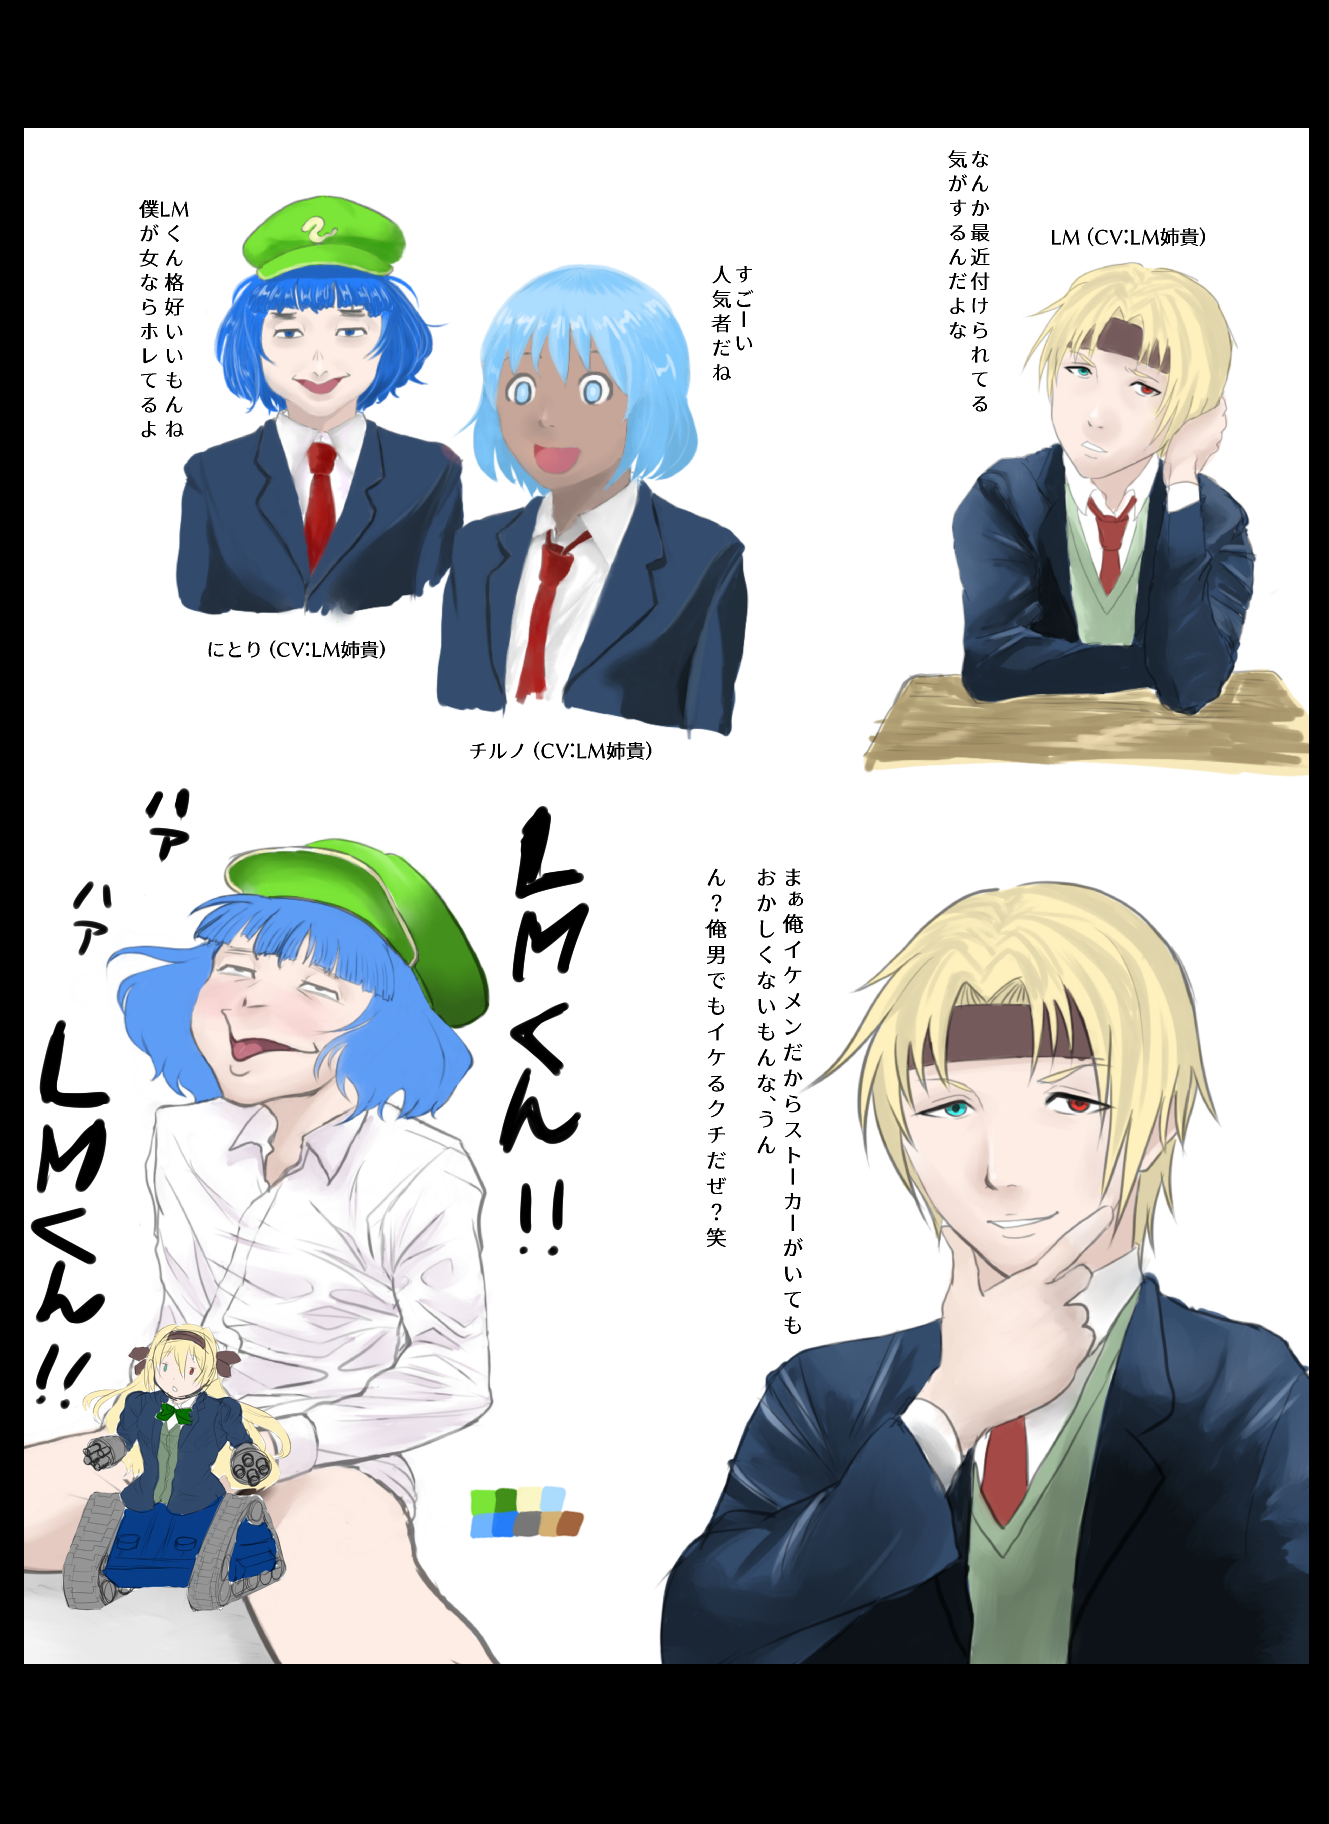 なんか最近付けられてる
気がするんだよな
LM (CV:LM姉貴)
すごーい
人気者だね
LMくん格好いいもんね
僕が女ならホレてるよ
にとり (CV:LM姉貴)
チルノ (CV:LM姉貴)
まぁ俺イケメンだからストーカーがいても
おかしくないもんな、うん
ん？俺男でもイケるクチだぜ？笑
LMくん!!
ハァ
ハァ
LMくん!!